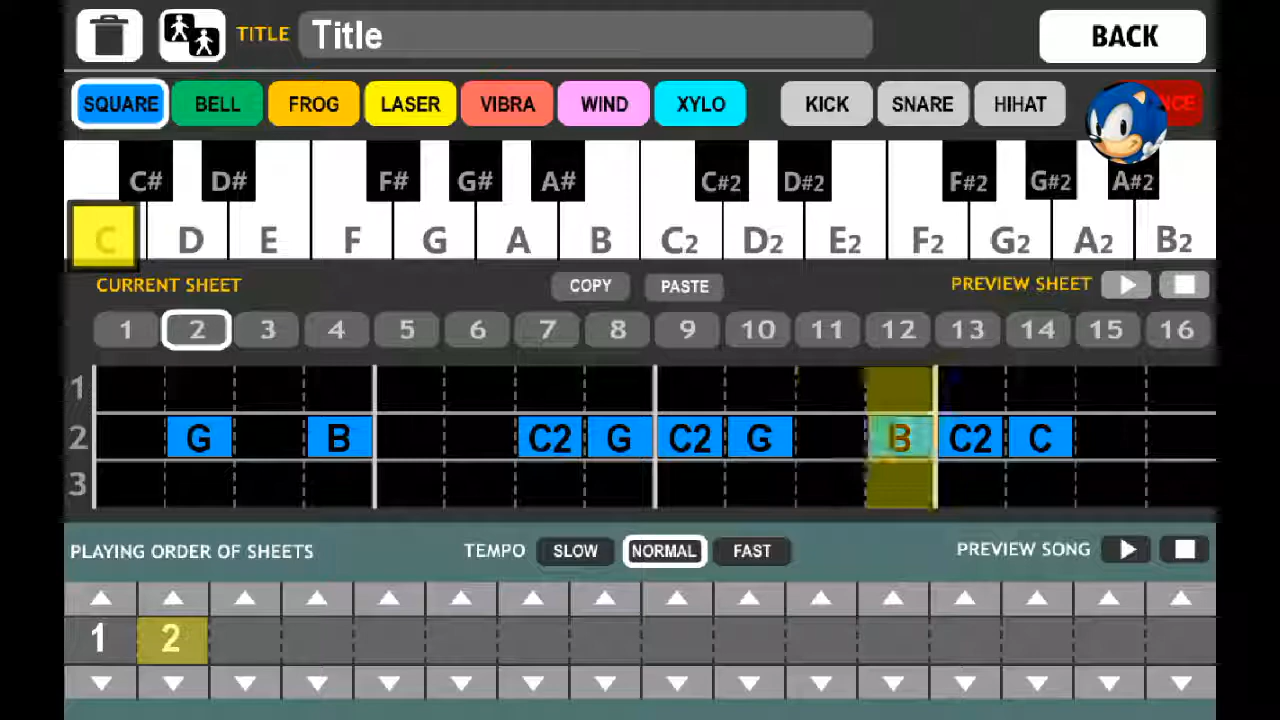 TITLE Title BACK
SQUARE BELL FROG LASER VIBRA WIND XYLO KICK SNARE HIHAT
C# D# F# G# A# C#2 D#2 F#2 G#2 A#2
C D E F G A B C2 D2 E2 F2 G2 A2 B2
CURRENT SHEET COPY PASTE PREVIEW SHEET
1 2 3 4 5 6 7 8 9 10 11 12 13 14 15 16
1
2 G B C2 G C2 G B C2 C
3
PLAYING ORDER OF SHEETS TEMPO SLOW NORMAL FAST PREVIEW SONG
1 2